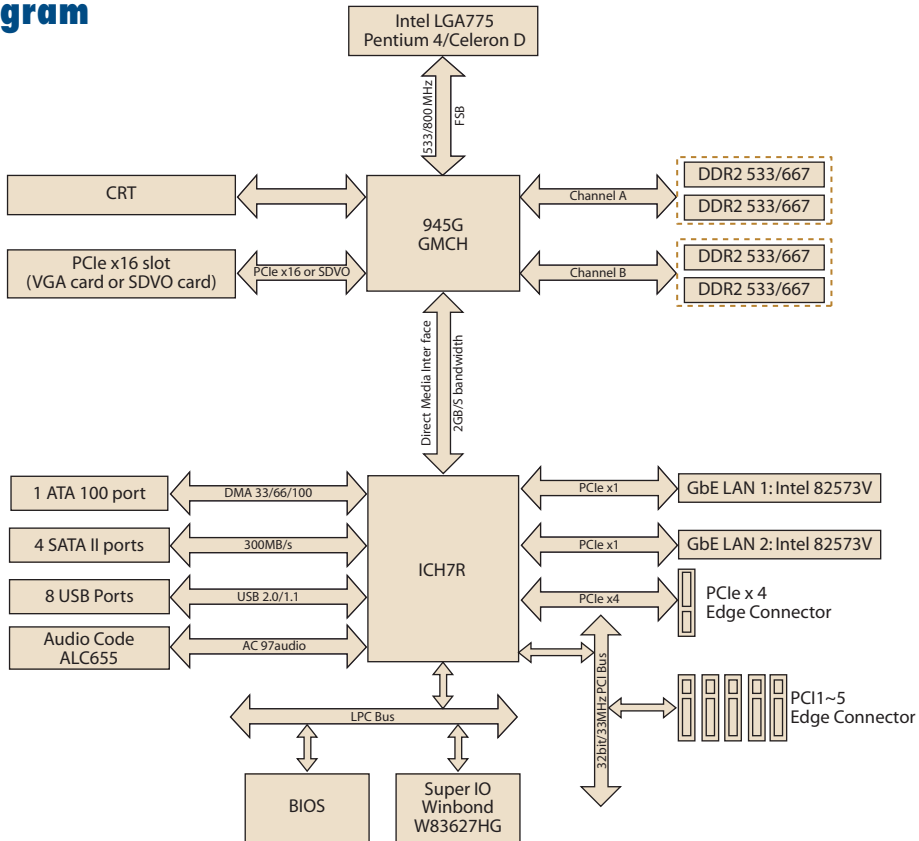 gram
Intel LGA775
Pentium 4/Celeron D
533/800 MHz
FSB
CRT
PCIe x16 slot
(VGA card or SDVO card)
PCIe x16 or SDVO
945G
GMCH
Channel A
DDR2 533/667
DDR2 533/667
Channel B
DDR2 533/667
DDR2 533/667
Direct Media Inter face
2GB/S bandwidth
1 ATA 100 port
DMA 33/66/100
4 SATA II ports
300MB/s
8 USB Ports
USB 2.0/1.1
Audio Code
ALC655
AC 97audio
ICH7R
PCIe x1
GbE LAN 1: Intel 82573V
PCIe x1
GbE LAN 2: Intel 82573V
PCIe x4
PCIe x 4
Edge Connector
32bit/33MHz PCI Bus
PCI1~5
Edge Connector
LPC Bus
BIOS
Super IO
Winbond
W83627HG